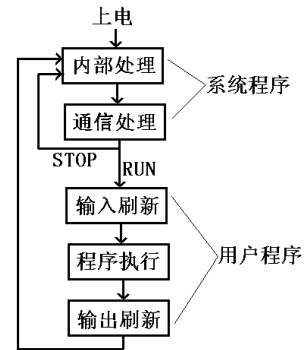 上电
内部处理
系统程序
通信处理
STOP
RUN
输入刷新
程序执行
用户程序
输出刷新